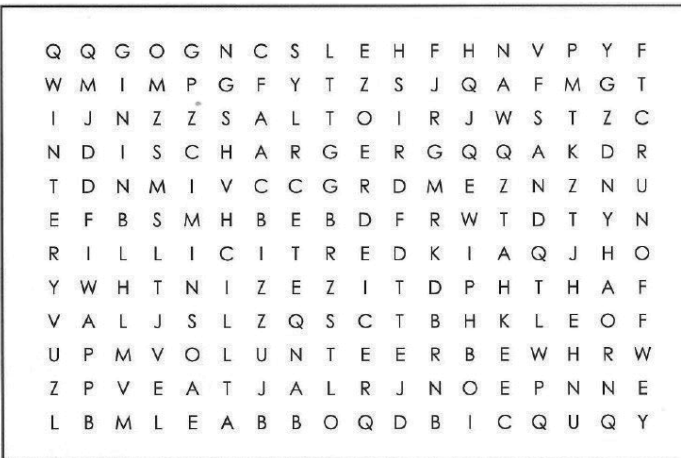 Q Q G O G N C S L E H F H N V P Y F
W M I M P G F Y T Z S J Q A F M G T
I J N Z Z S A L T O I R J W S T Z C
N D I S C H A R G E R G Q Q A K D R
T D N M I V C C G R D M E Z N Z N U
E F B S M H B E B D F R W T D T Y N
R I L L I C I T R E D K I A Q J H O
Y W H T N I Z E Z I T D P H T H A F
V A L J S L Z Q S C T B H K L E O F
U P M V O L U N T E E R B E W H R W
Z P V E A T J A L R J N O E P N N E
L B M L E A B B O Q D B I C Q U Q Y